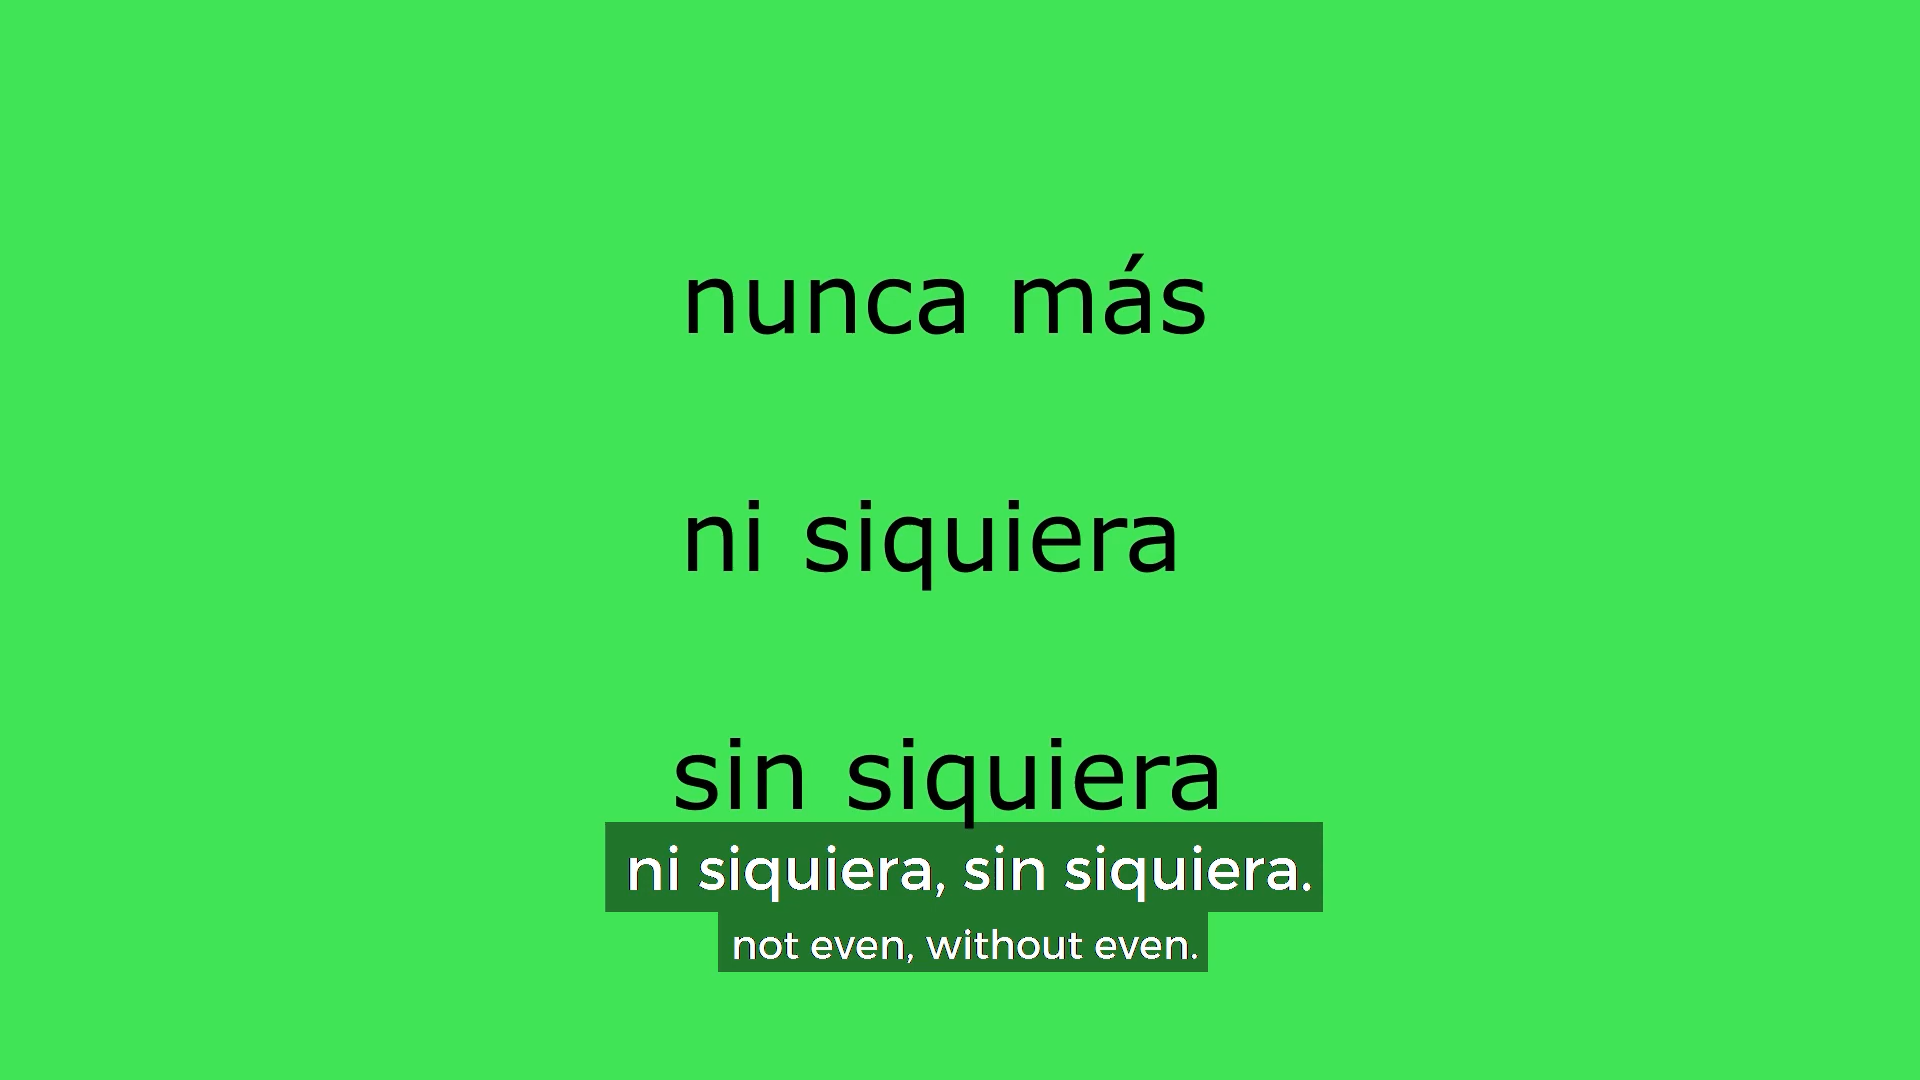 nunca más
ni siquiera
sin siquiera
ni siquiera, sin siquiera.
not even, without even.